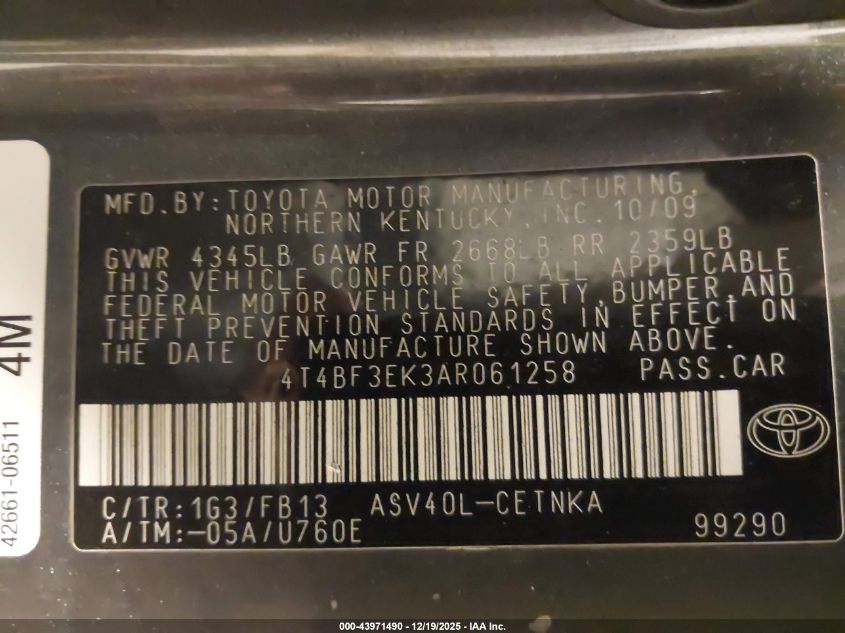 MFD.BY:TOYOTA MOTOR MANUFACTURING,
NORTHERN KENTUCKY,INC. 10/09
GVWR 4345LB GAWR FR 2668LB RR 2359LB
THIS VEHICLE CONFORMS TO ALL APPLICABLE
FEDERAL MOTOR VEHICLE SAFETY,BUMPER,AND
THEFT PREVENTION STANDARDS IN EFFECT ON
THE DATE OF MANUFACTURE SHOWN ABOVE.
4T4BF3EK3AR061258 PASS.CAR
C/TR:1G3/FB13 ASV40L-CETNKA
A/TM:-05A/U760E 99290
42661-06511 4M
000-43971490 - 12/19/2025 - IAA Inc.